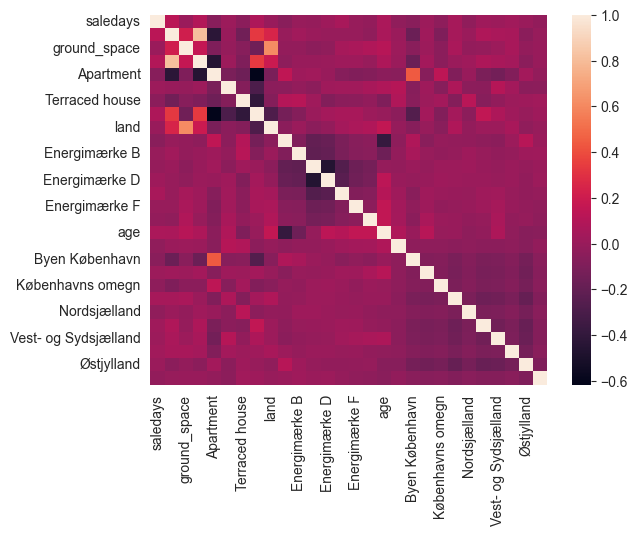 saledays
ground_space
Apartment
Terraced house
land
Energimærke B
Energimærke D
Energimærke F
age
Byen København
Københavns omegn
Nordsjælland
Vest- og Sydsjælland
Østjylland
1.0
0.8
0.6
0.4
0.2
0.0
−0.2
−0.4
−0.6
saledays
ground_space
Apartment
Terraced house
land
Energimærke B
Energimærke D
Energimærke F
age
Byen København
Københavns omegn
Nordsjælland
Vest- og Sydsjælland
Østjylland